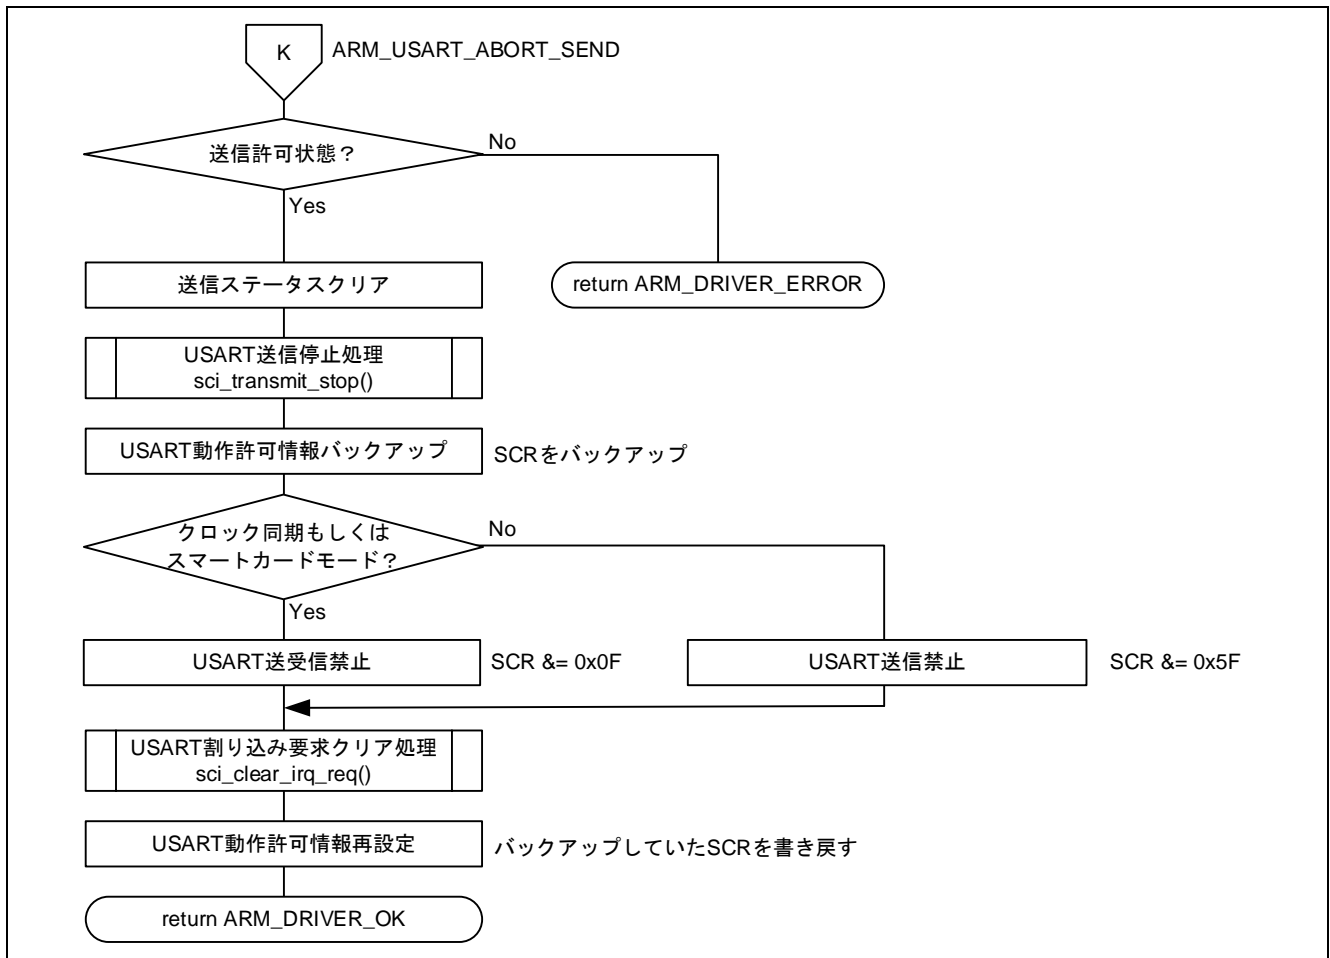 K
ARM_USART_ABORT_SEND
送信許可状態？
No
Yes
送信ステータスクリア
return ARM_DRIVER_ERROR
USART送信停止処理
sci_transmit_stop()
USART動作許可情報バックアップ
SCRをバックアップ
クロック同期もしくは
スマートカードモード？
No
Yes
USART送受信禁止
SCR &= 0x0F
USART送信禁止
SCR &= 0x5F
USART割り込み要求クリア処理
sci_clear_irq_req()
USART動作許可情報再設定
バックアップしていたSCRを書き戻す
return ARM_DRIVER_OK